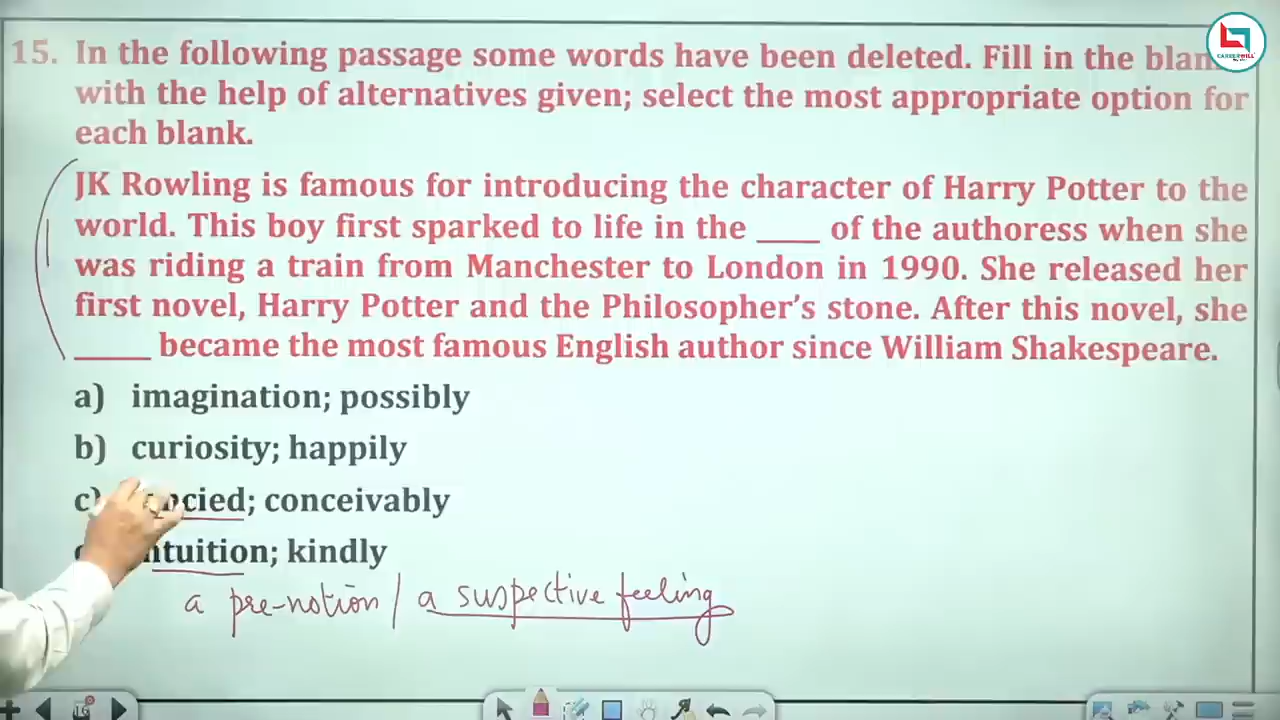 15. In the following passage some words have been deleted. Fill in the
with the help of alternatives given; select the most appropriate option for
each blank.
JK Rowling is famous for introducing the character of Harry Potter to the
world. This boy first sparked to life in the ____ of the authoress when she
was riding a train from Manchester to London in 1990. She released her
first novel, Harry Potter and the Philosopher's stone. After this novel, she
_____ became the most famous English author since William Shakespeare.
a) imagination; possibly
b) curiosity; happily
c) conceivably
kindly
a pre-notion / a suspective feeling